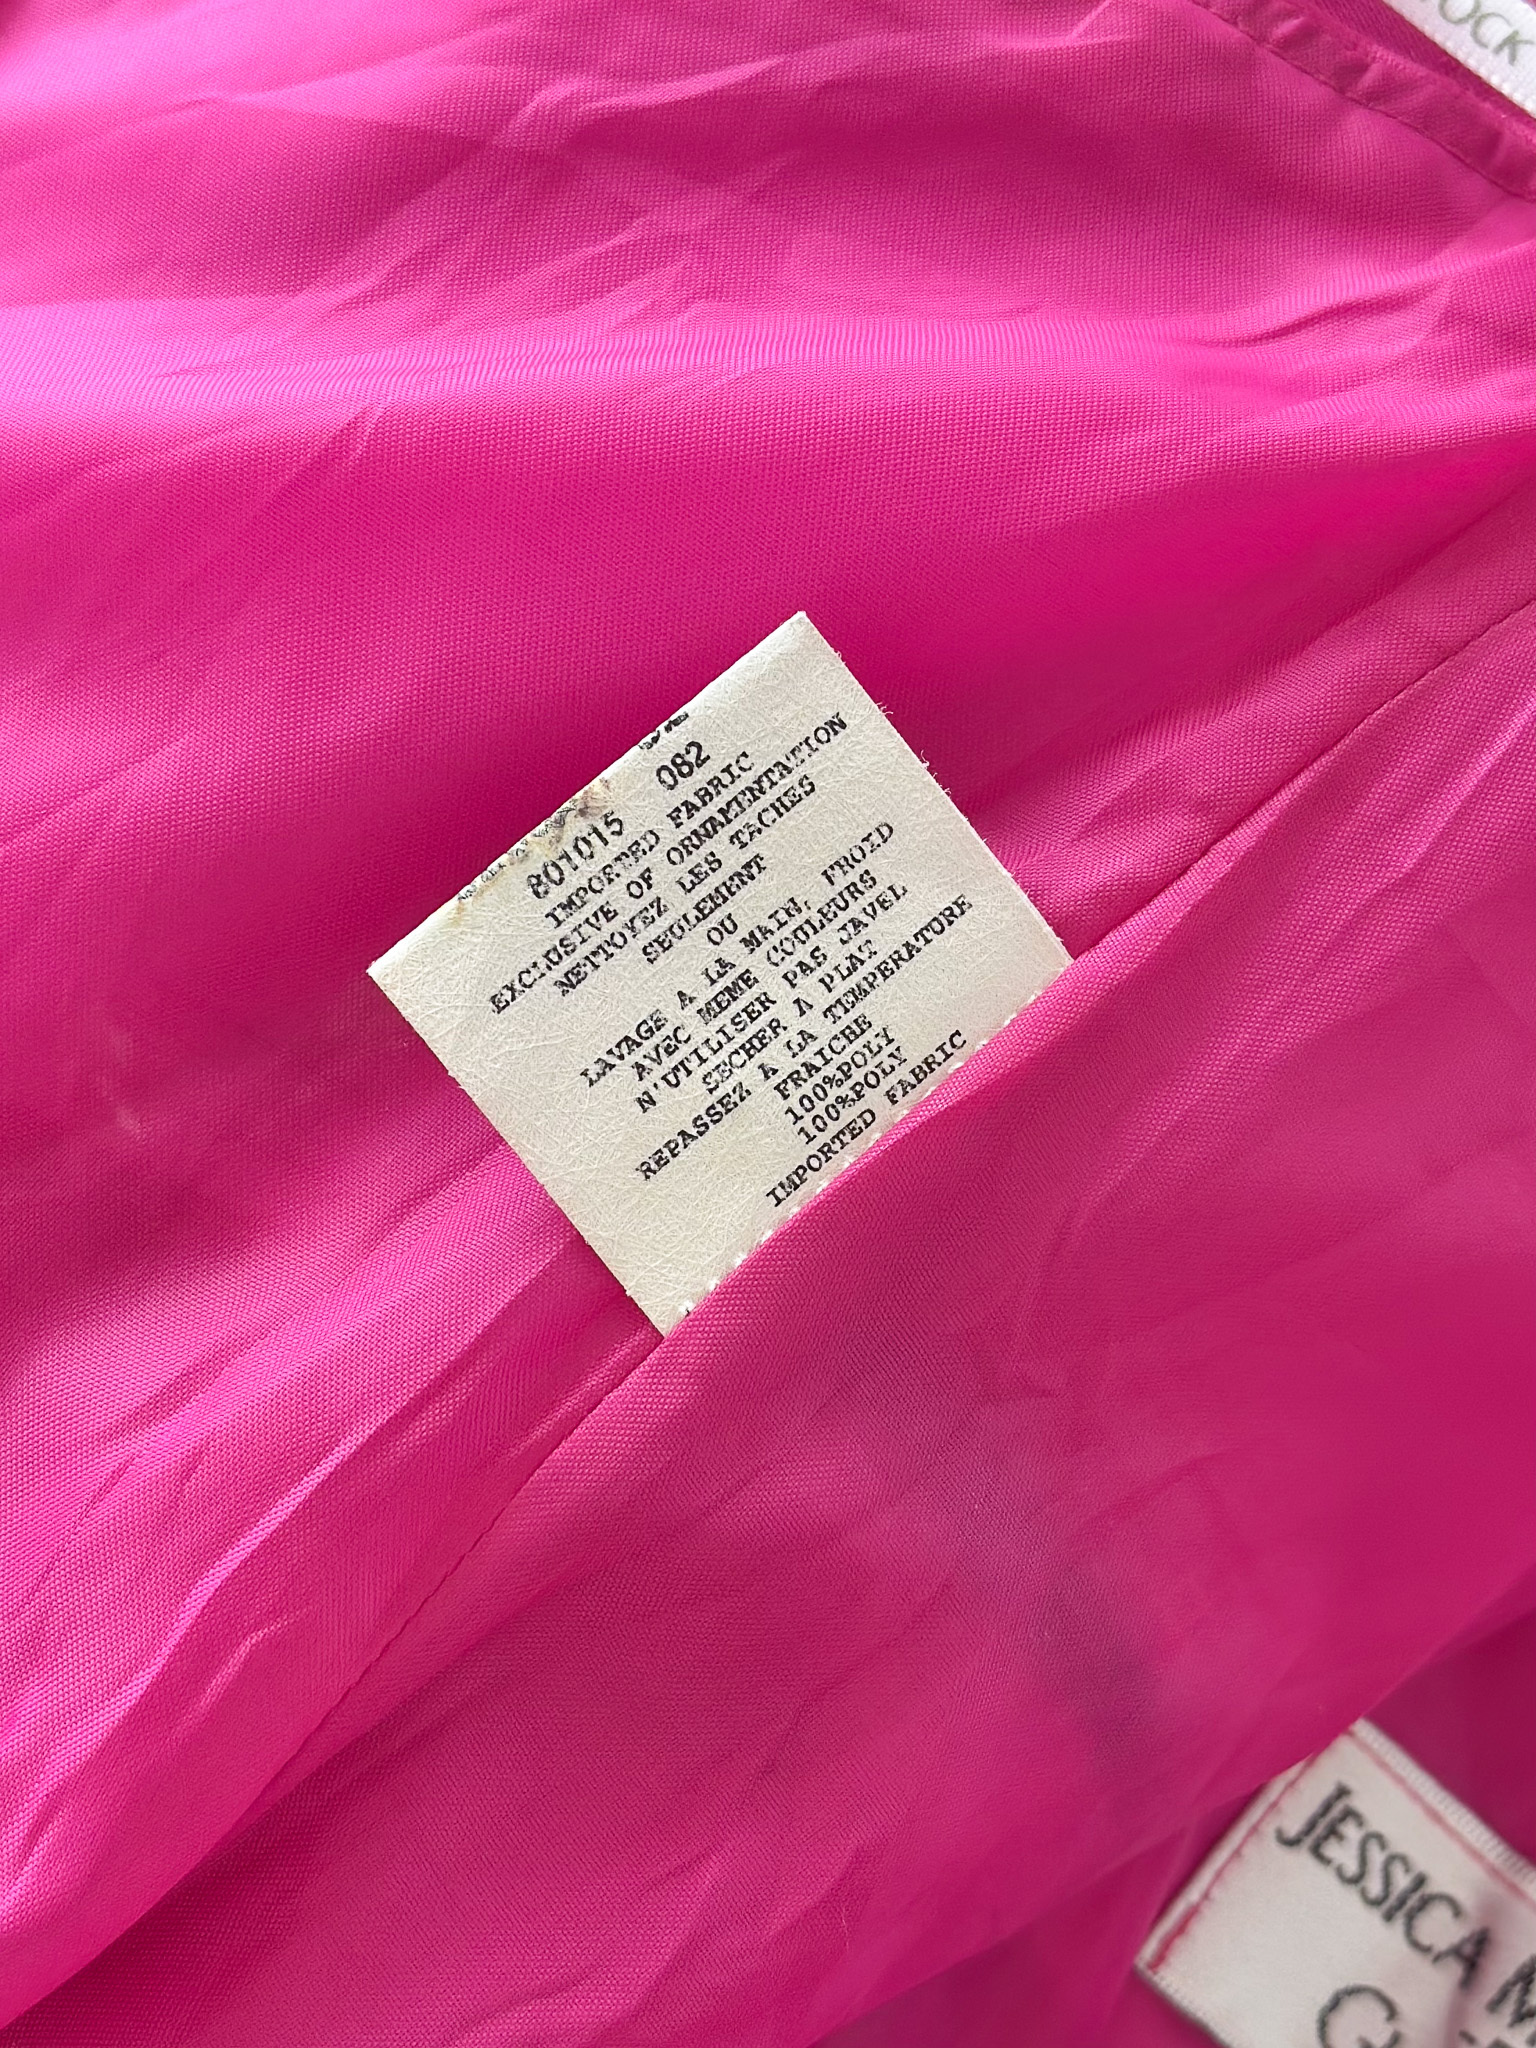 801015 082
IMPORTED FABRIC
EXCLUSIVE OF ORNAMENTATION
NETTOYEZ LES TACHES
SEULEMENT
OU
LAVAGE A LA MAIN, FROID
AVEC MEME COULEURS
N'UTILISER PAS JAVEL
SECHER A PLAT
REPASSEZ A LA TEMPERATURE
FRAICHE
100%POLY
100%POLY
IMPORTED FABRIC
JESSICA